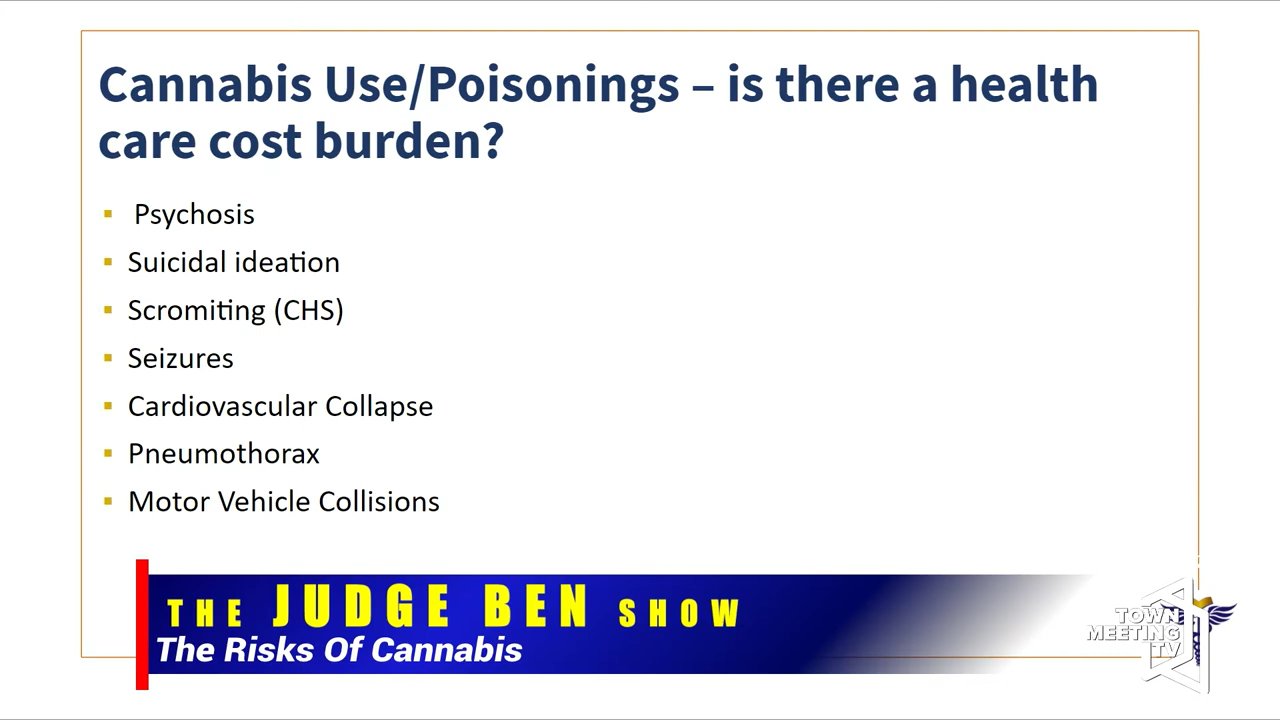 Cannabis Use/Poisonings – is there a health
care cost burden?
▪ Psychosis
▪ Suicidal ideation
▪ Scromiting (CHS)
▪ Seizures
▪ Cardiovascular Collapse
▪ Pneumothorax
▪ Motor Vehicle Collisions
THE JUDGE BEN SHOW
The Risks Of Cannabis
TOWN
MEETING
TV